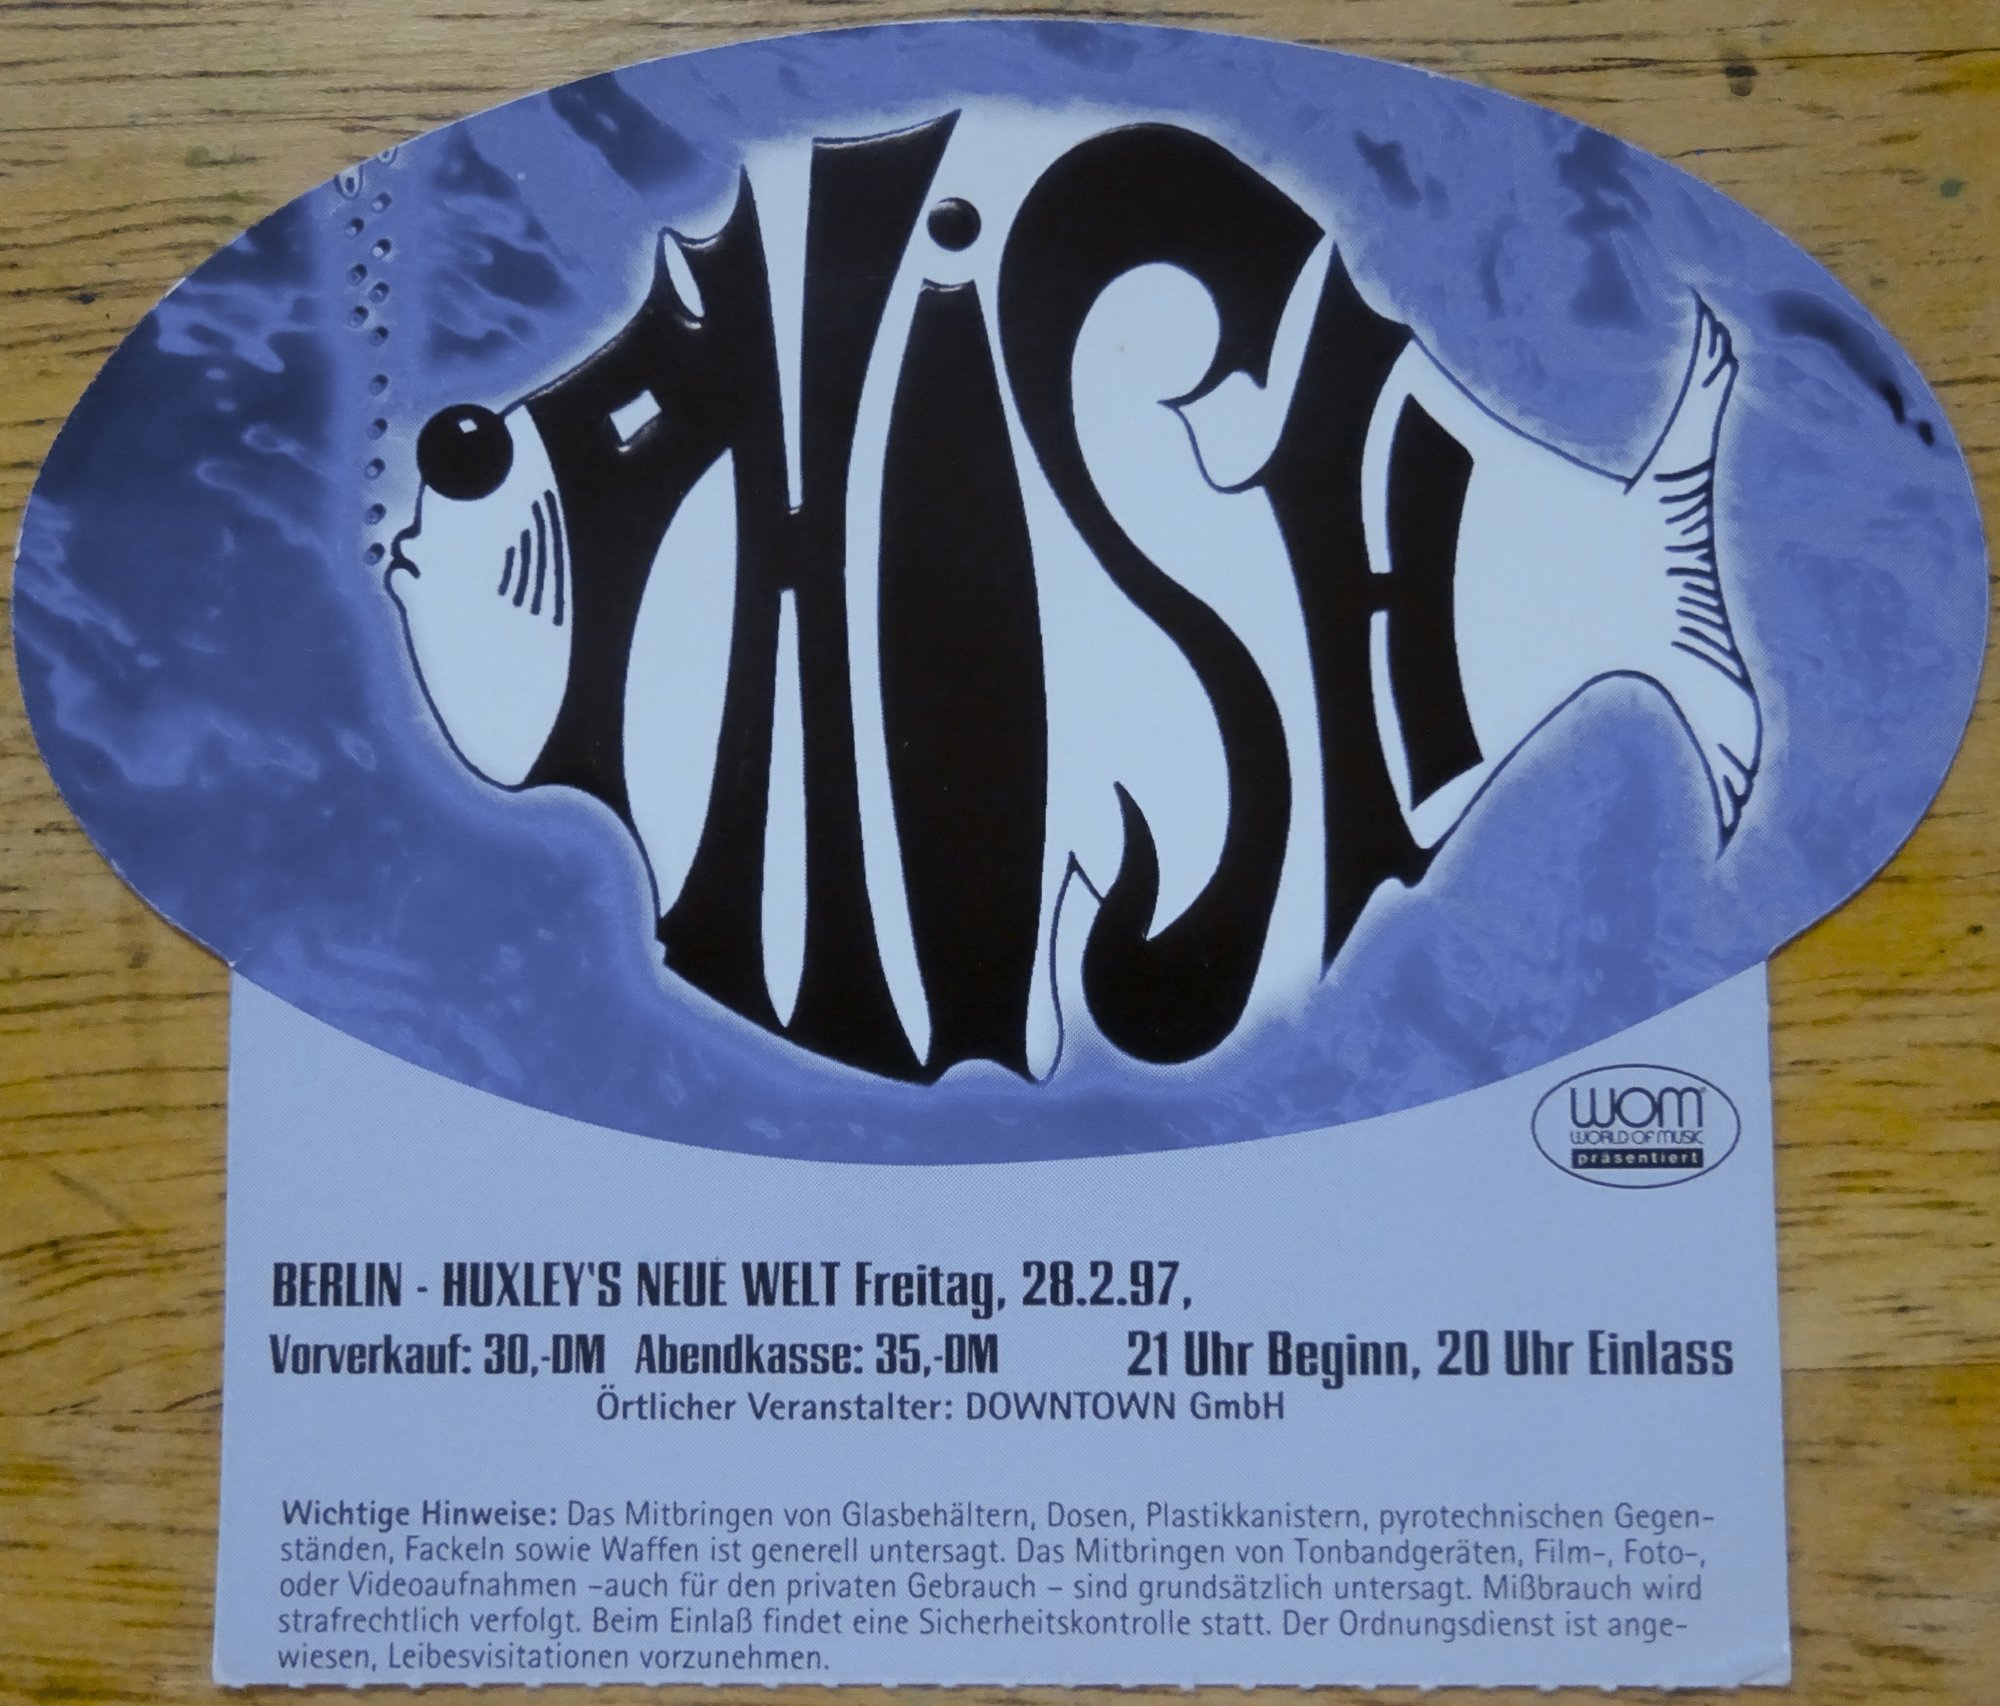 PHiSH
WOM
WORLD OF MUSIC
präsentiert
BERLIN - HUXLEY'S NEUE WELT Freitag, 28.2.97,
Vorverkauf: 30,-DM Abendkasse: 35,-DM 21 Uhr Beginn, 20 Uhr Einlass
Örtlicher Veranstalter: DOWNTOWN GmbH
Wichtige Hinweise: Das Mitbringen von Glasbehältern, Dosen, Plastikkanistern, pyrotechnischen Gegen-
ständen, Fackeln sowie Waffen ist generell untersagt. Das Mitbringen von Tonbandgeräten, Film-, Foto-,
oder Videoaufnahmen –auch für den privaten Gebrauch – sind grundsätzlich untersagt. Mißbrauch wird
strafrechtlich verfolgt. Beim Einlaß findet eine Sicherheitskontrolle statt. Der Ordnungsdienst ist ange-
wiesen, Leibesvisitationen vorzunehmen.